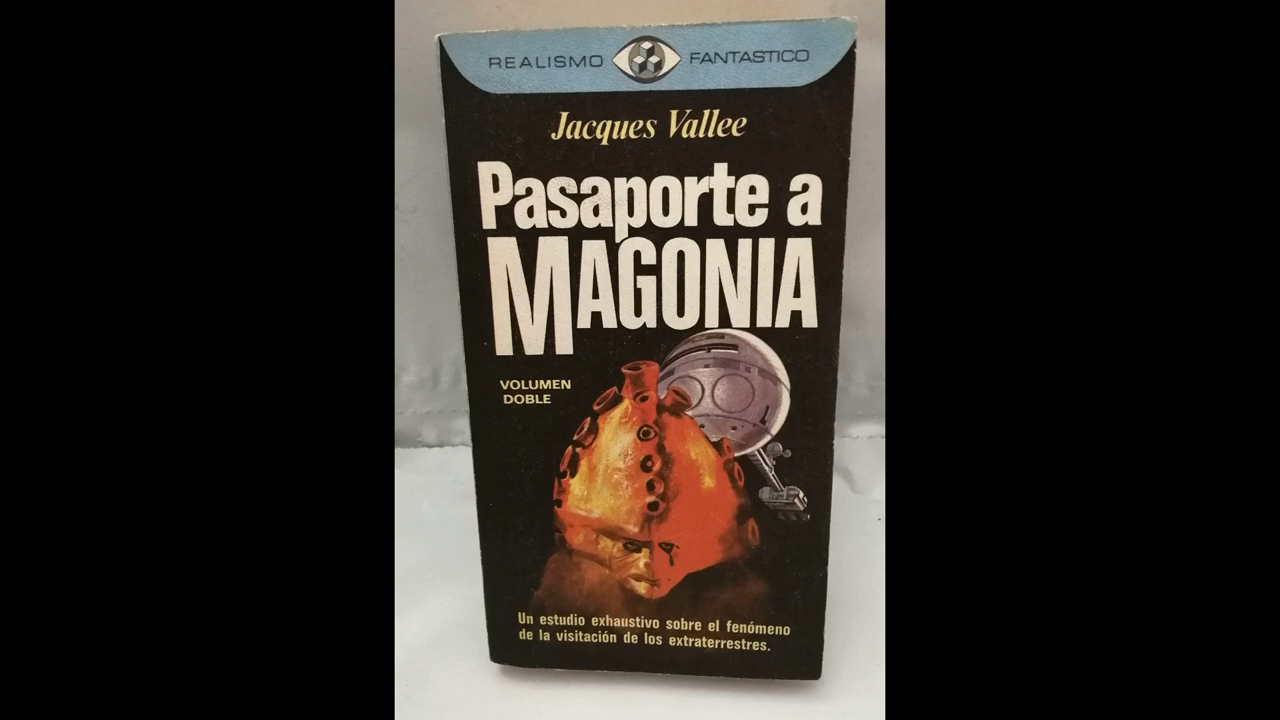 REALISMO FANTASTICO
Jacques Vallee
Pasaporte a
MAGONIA
VOLUMEN
DOBLE
Un estudio exhaustivo sobre el fenómeno
de la visitación de los extraterrestres.